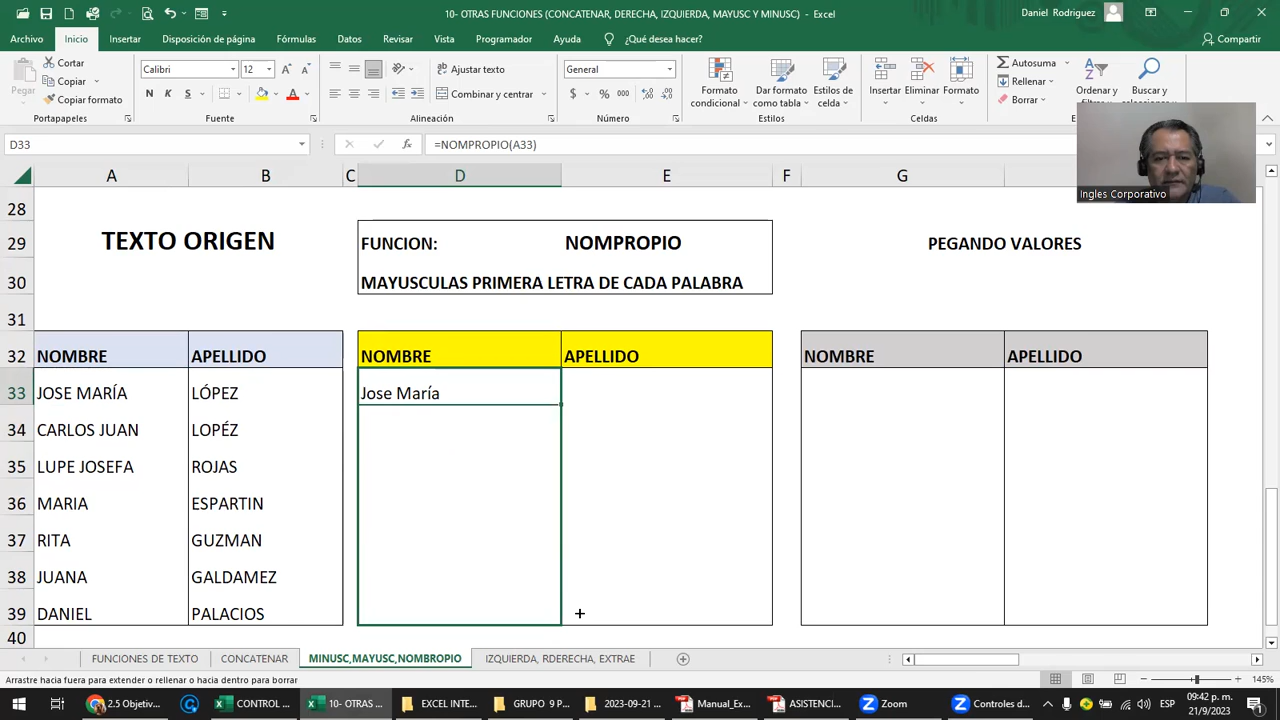 10- OTRAS FUNCIONES (CONCATENAR, DERECHA, IZQUIERDA, MAYUSC Y MINUSC) - Excel
Daniel Rodriguez
Archivo Inicio Insertar Disposición de página Fórmulas Datos Revisar Vista Programador Ayuda ¿Qué desea hacer? Compartir
Pegar
Cortar
Copiar
Copiar formato
Portapapeles
Calibri 12
N K S
Fuente
Ajustar texto
Combinar y centrar
Alineación
General
$ % 000
Número
Formato condicional
Dar formato como tabla
Estilos de celda
Estilos
Insertar Eliminar Formato
Celdas
Autosuma
Rellenar
Borrar
Ordenar y
Buscar y
Ingles Corporativo
D33 fx =NOMPROPIO(A33)
A B C D E F G
28
29 TEXTO ORIGEN FUNCION: NOMPROPIO PEGANDO VALORES
30 MAYUSCULAS PRIMERA LETRA DE CADA PALABRA
31
32 NOMBRE APELLIDO NOMBRE APELLIDO NOMBRE APELLIDO
33 JOSE MARÍA LÓPEZ Jose María
34 CARLOS JUAN LOPÉZ
35 LUPE JOSEFA ROJAS
36 MARIA ESPARTIN
37 RITA GUZMAN
38 JUANA GALDAMEZ
39 DANIEL PALACIOS
40
FUNCIONES DE TEXTO CONCATENAR MINUSC,MAYUSC,NOMBROPIO IZQUIERDA, RDERECHA, EXTRAE
Arrastre hacia fuera para extender o rellenar o hacia dentro para borrar
145%
2.5 Objetiv... CONTROL ... 10- OTRAS ... EXCEL INTE... GRUPO 9 P... 2023-09-21 ... Manual_Ex... ASISTENCI... Zoom Controles d... ESP
09:42 p. m.
21/9/2023